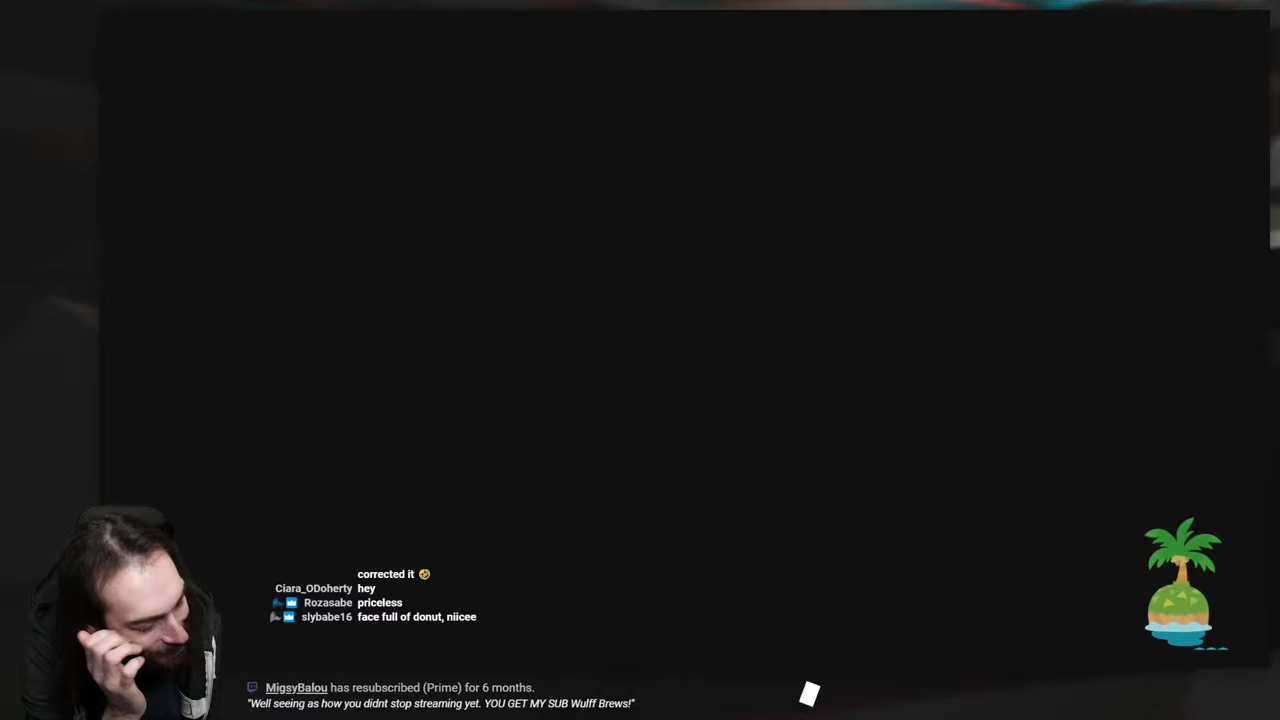 corrected it 🤣
Ciara_ODoherty hey
Rozasabe priceless
slybabe16 face full of donut, niicee
MigsyBalou has resubscribed (Prime) for 6 months.
"Well seeing as how you didnt stop streaming yet. YOU GET MY SUB Wulff Brews!"